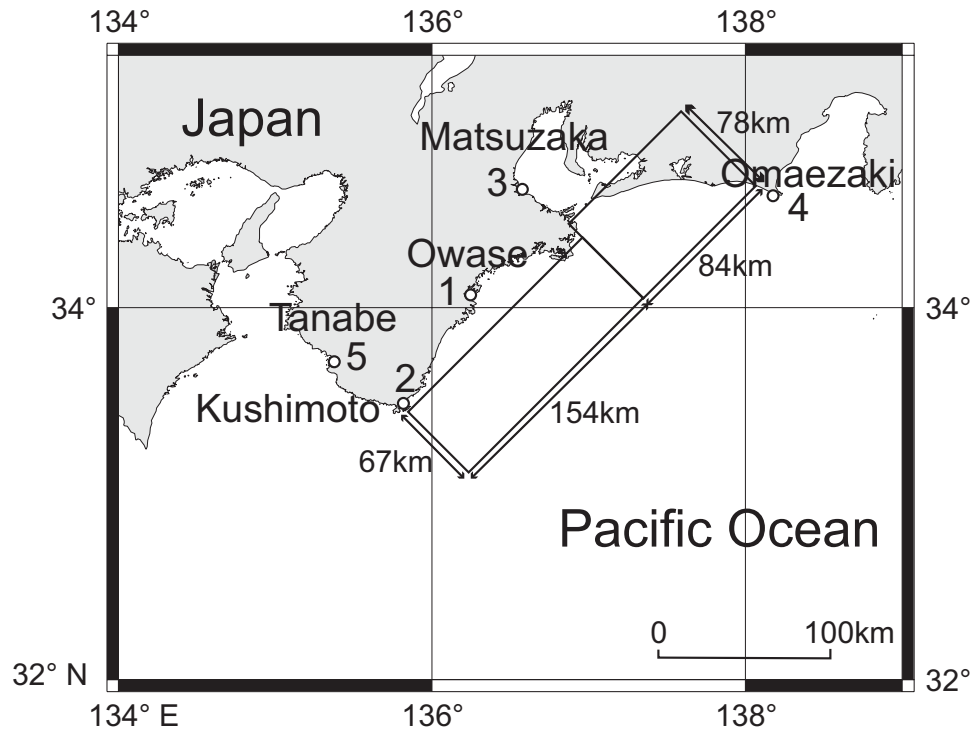 134°
136°
138°
Japan
Matsuzaka
78km
3
Omaezaki
4
Owase
84km
1
34°
34°
Tanabe
5
2
Kushimoto
154km
67km
Pacific Ocean
0
100km
32° N
32°
134° E
136°
138°